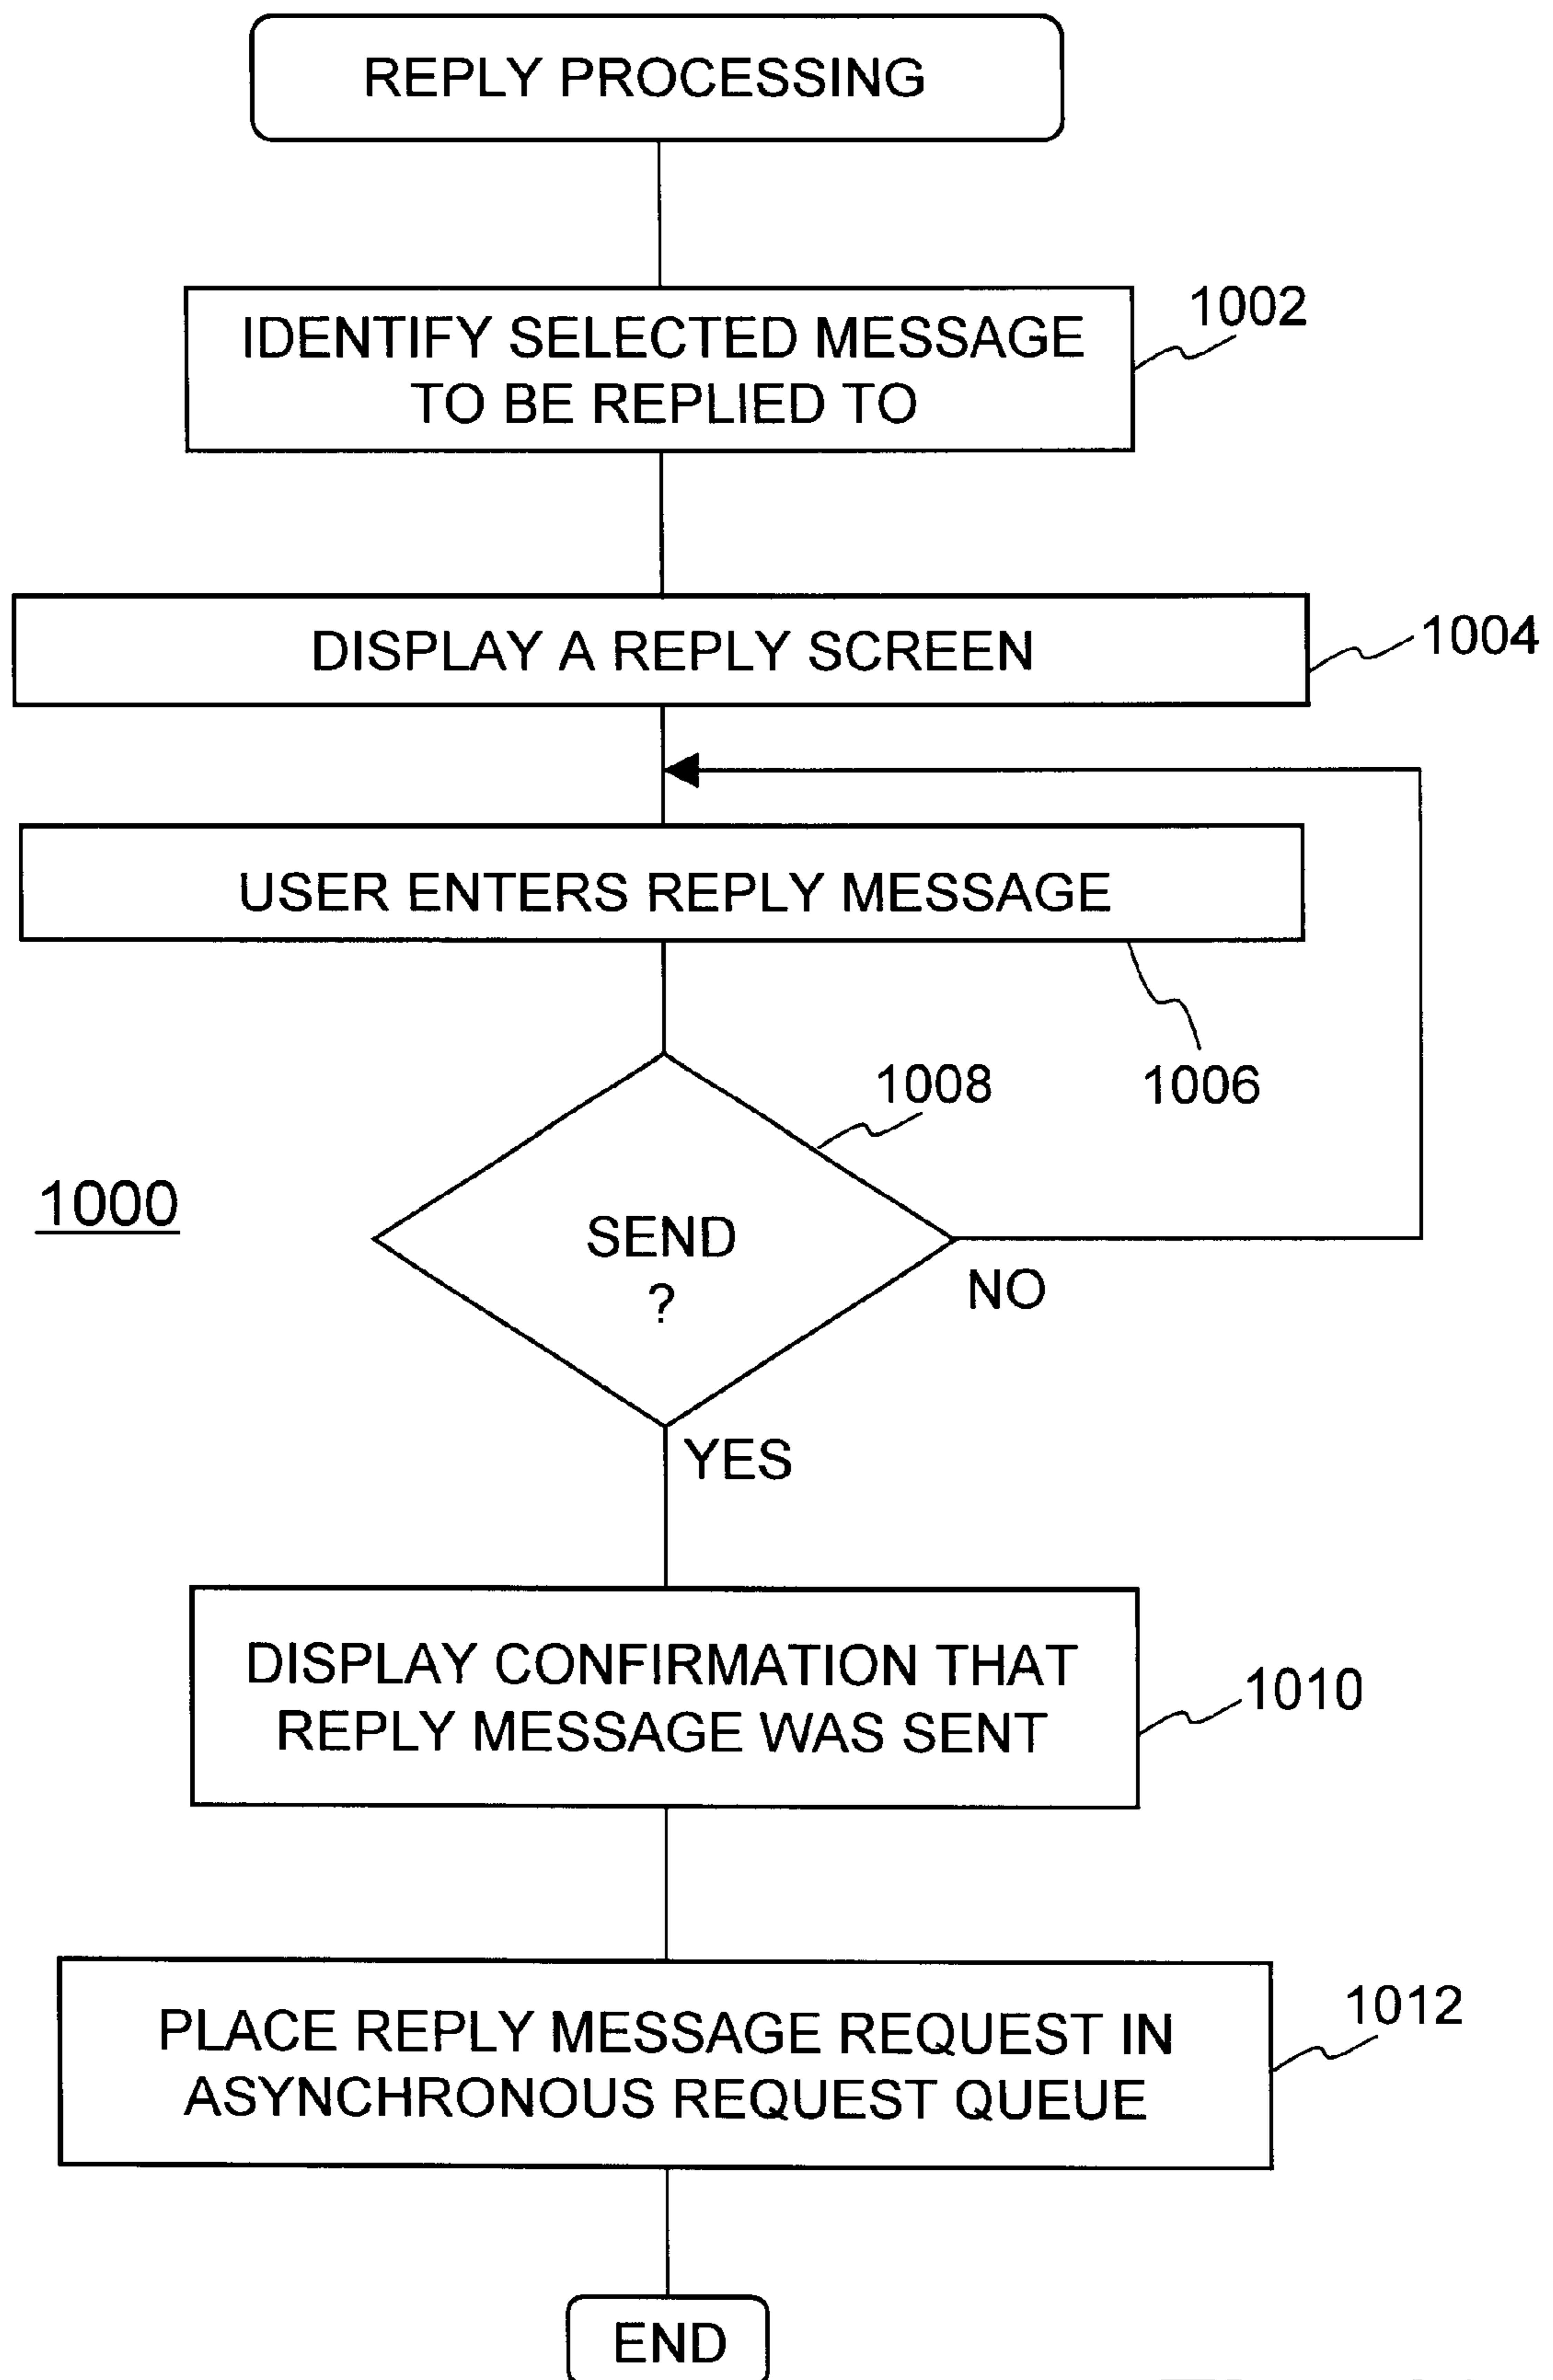 REPLY PROCESSING
1002
IDENTIFY SELECTED MESSAGE
TO BE REPLIED TO
1004
DISPLAY A REPLY SCREEN
USER ENTERS REPLY MESSAGE
1006
1008
1000
SEND
?
NO
YES
DISPLAY CONFIRMATION THAT
REPLY MESSAGE WAS SENT
1010
PLACE REPLY MESSAGE REQUEST IN
ASYNCHRONOUS REQUEST QUEUE
1012
END